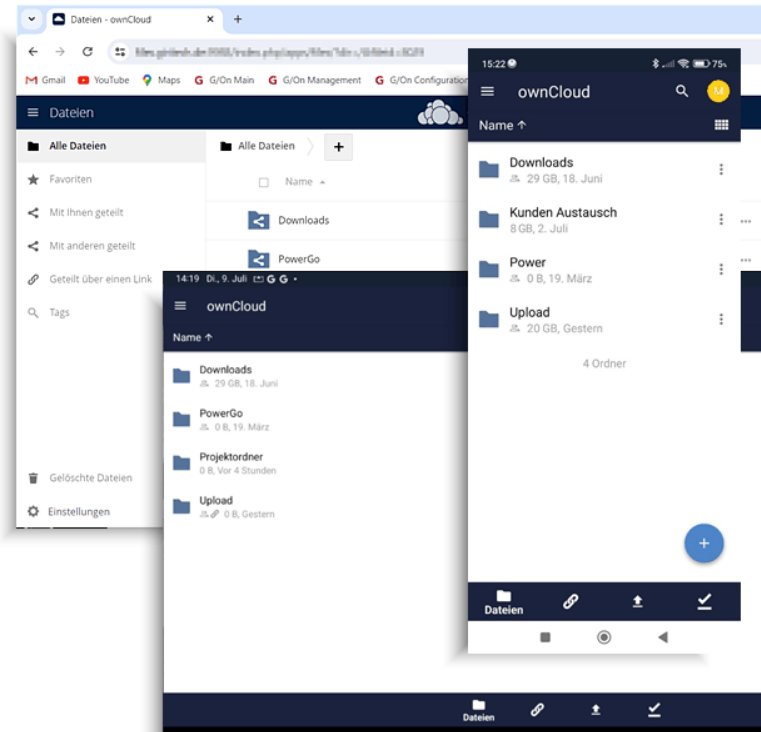 Dateien - ownCloud
Gmail YouTube Maps G/On Main G/On Management G/On Configuration
Dateien
Alle Dateien
Favoriten
Mit Ihnen geteilt
Mit anderen geteilt
Geteilt über einen Link
Tags
Gelöschte Dateien
Einstellungen
Alle Dateien
Name
Downloads
PowerGo
14:19 Di., 9. Juli G G
ownCloud
Name
Downloads
29 GB, 18. Juni
PowerGo
0 B, 19. März
Projektordner
0 B, Vor 4 Stunden
Upload
0 B, Gestern
Dateien
15:22 75
ownCloud
Name
Downloads
29 GB, 18. Juni
Kunden Austausch
8 GB, 2. Juli
Power
0 B, 19. März
Upload
20 GB, Gestern
4 Ordner
Dateien